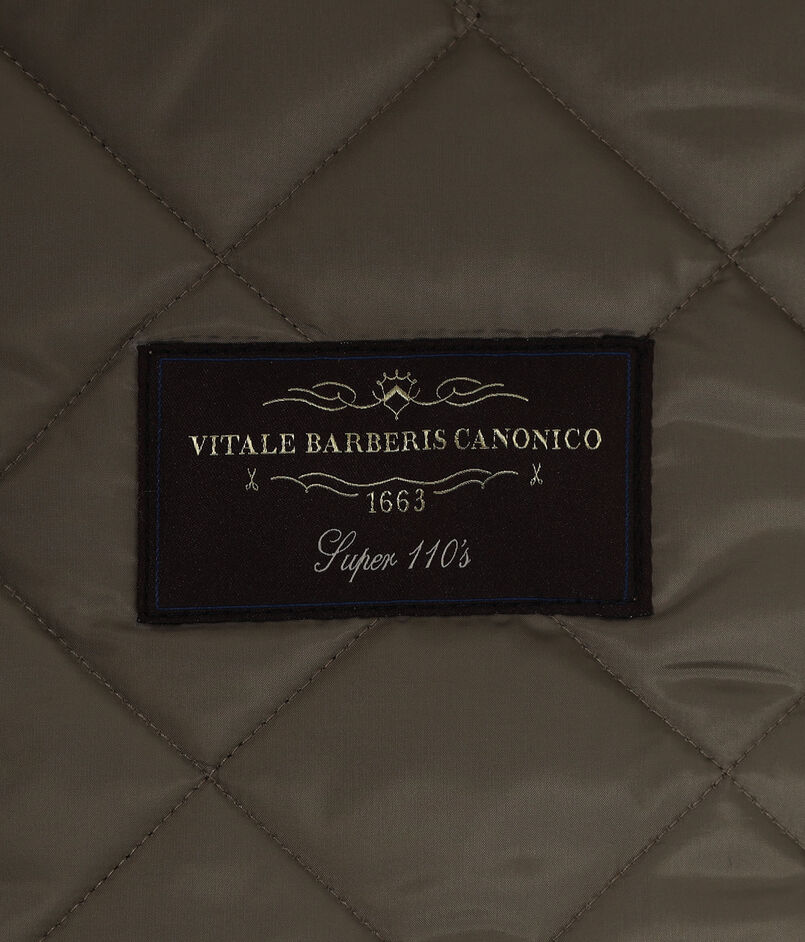 VITALE BARBERIS CANONICO
1663
Super 110's